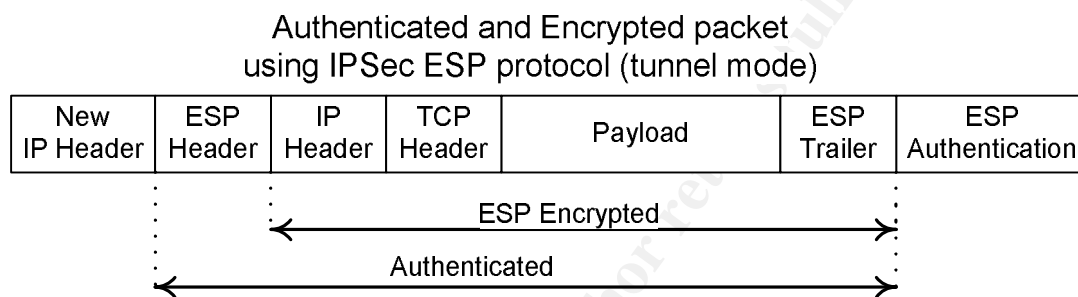 Authenticated and Encrypted packet
using IPSec ESP protocol (tunnel mode)
New
IP Header
ESP
Header
IP
Header
TCP
Header
Payload
ESP
Trailer
ESP
Authentication
ESP Encrypted
Authenticated